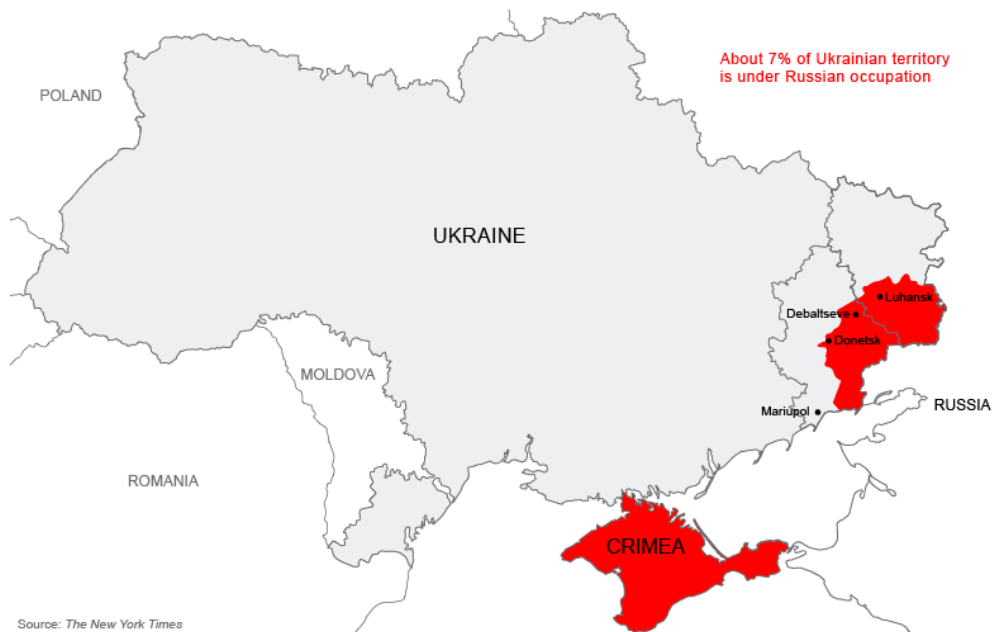 About 7% of Ukrainian territory
is under Russian occupation
POLAND
UKRAINE
Luhansk
Debaltseve
Donetsk
MOLDOVA
Mariupol
RUSSIA
ROMANIA
CRIMEA
Source: The New York Times